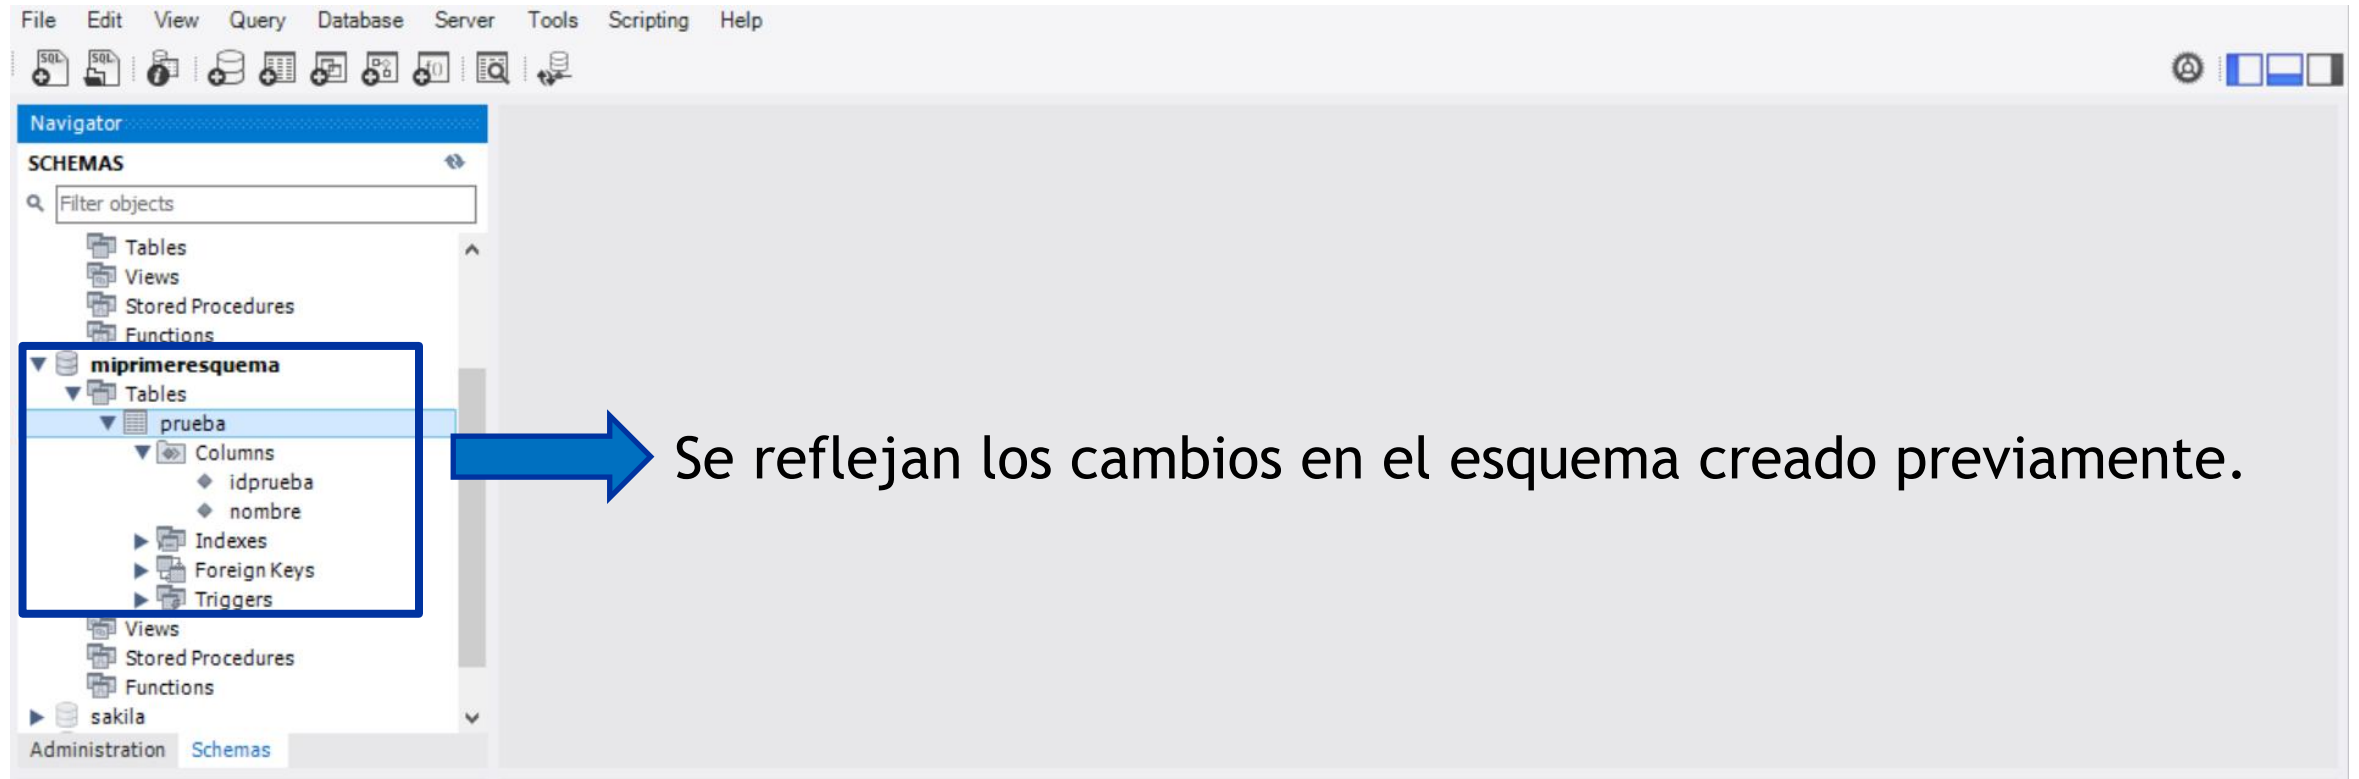 File Edit View Query Database Server Tools Scripting Help
SQL SQL f()
Navigator
SCHEMAS
Filter objects
Tables
Views
Stored Procedures
Functions
miprimeresquema
Tables
prueba
Columns
idprueba
nombre
Indexes
Foreign Keys
Triggers
Views
Stored Procedures
Functions
sakila
Administration Schemas
Se reflejan los cambios en el esquema creado previamente.